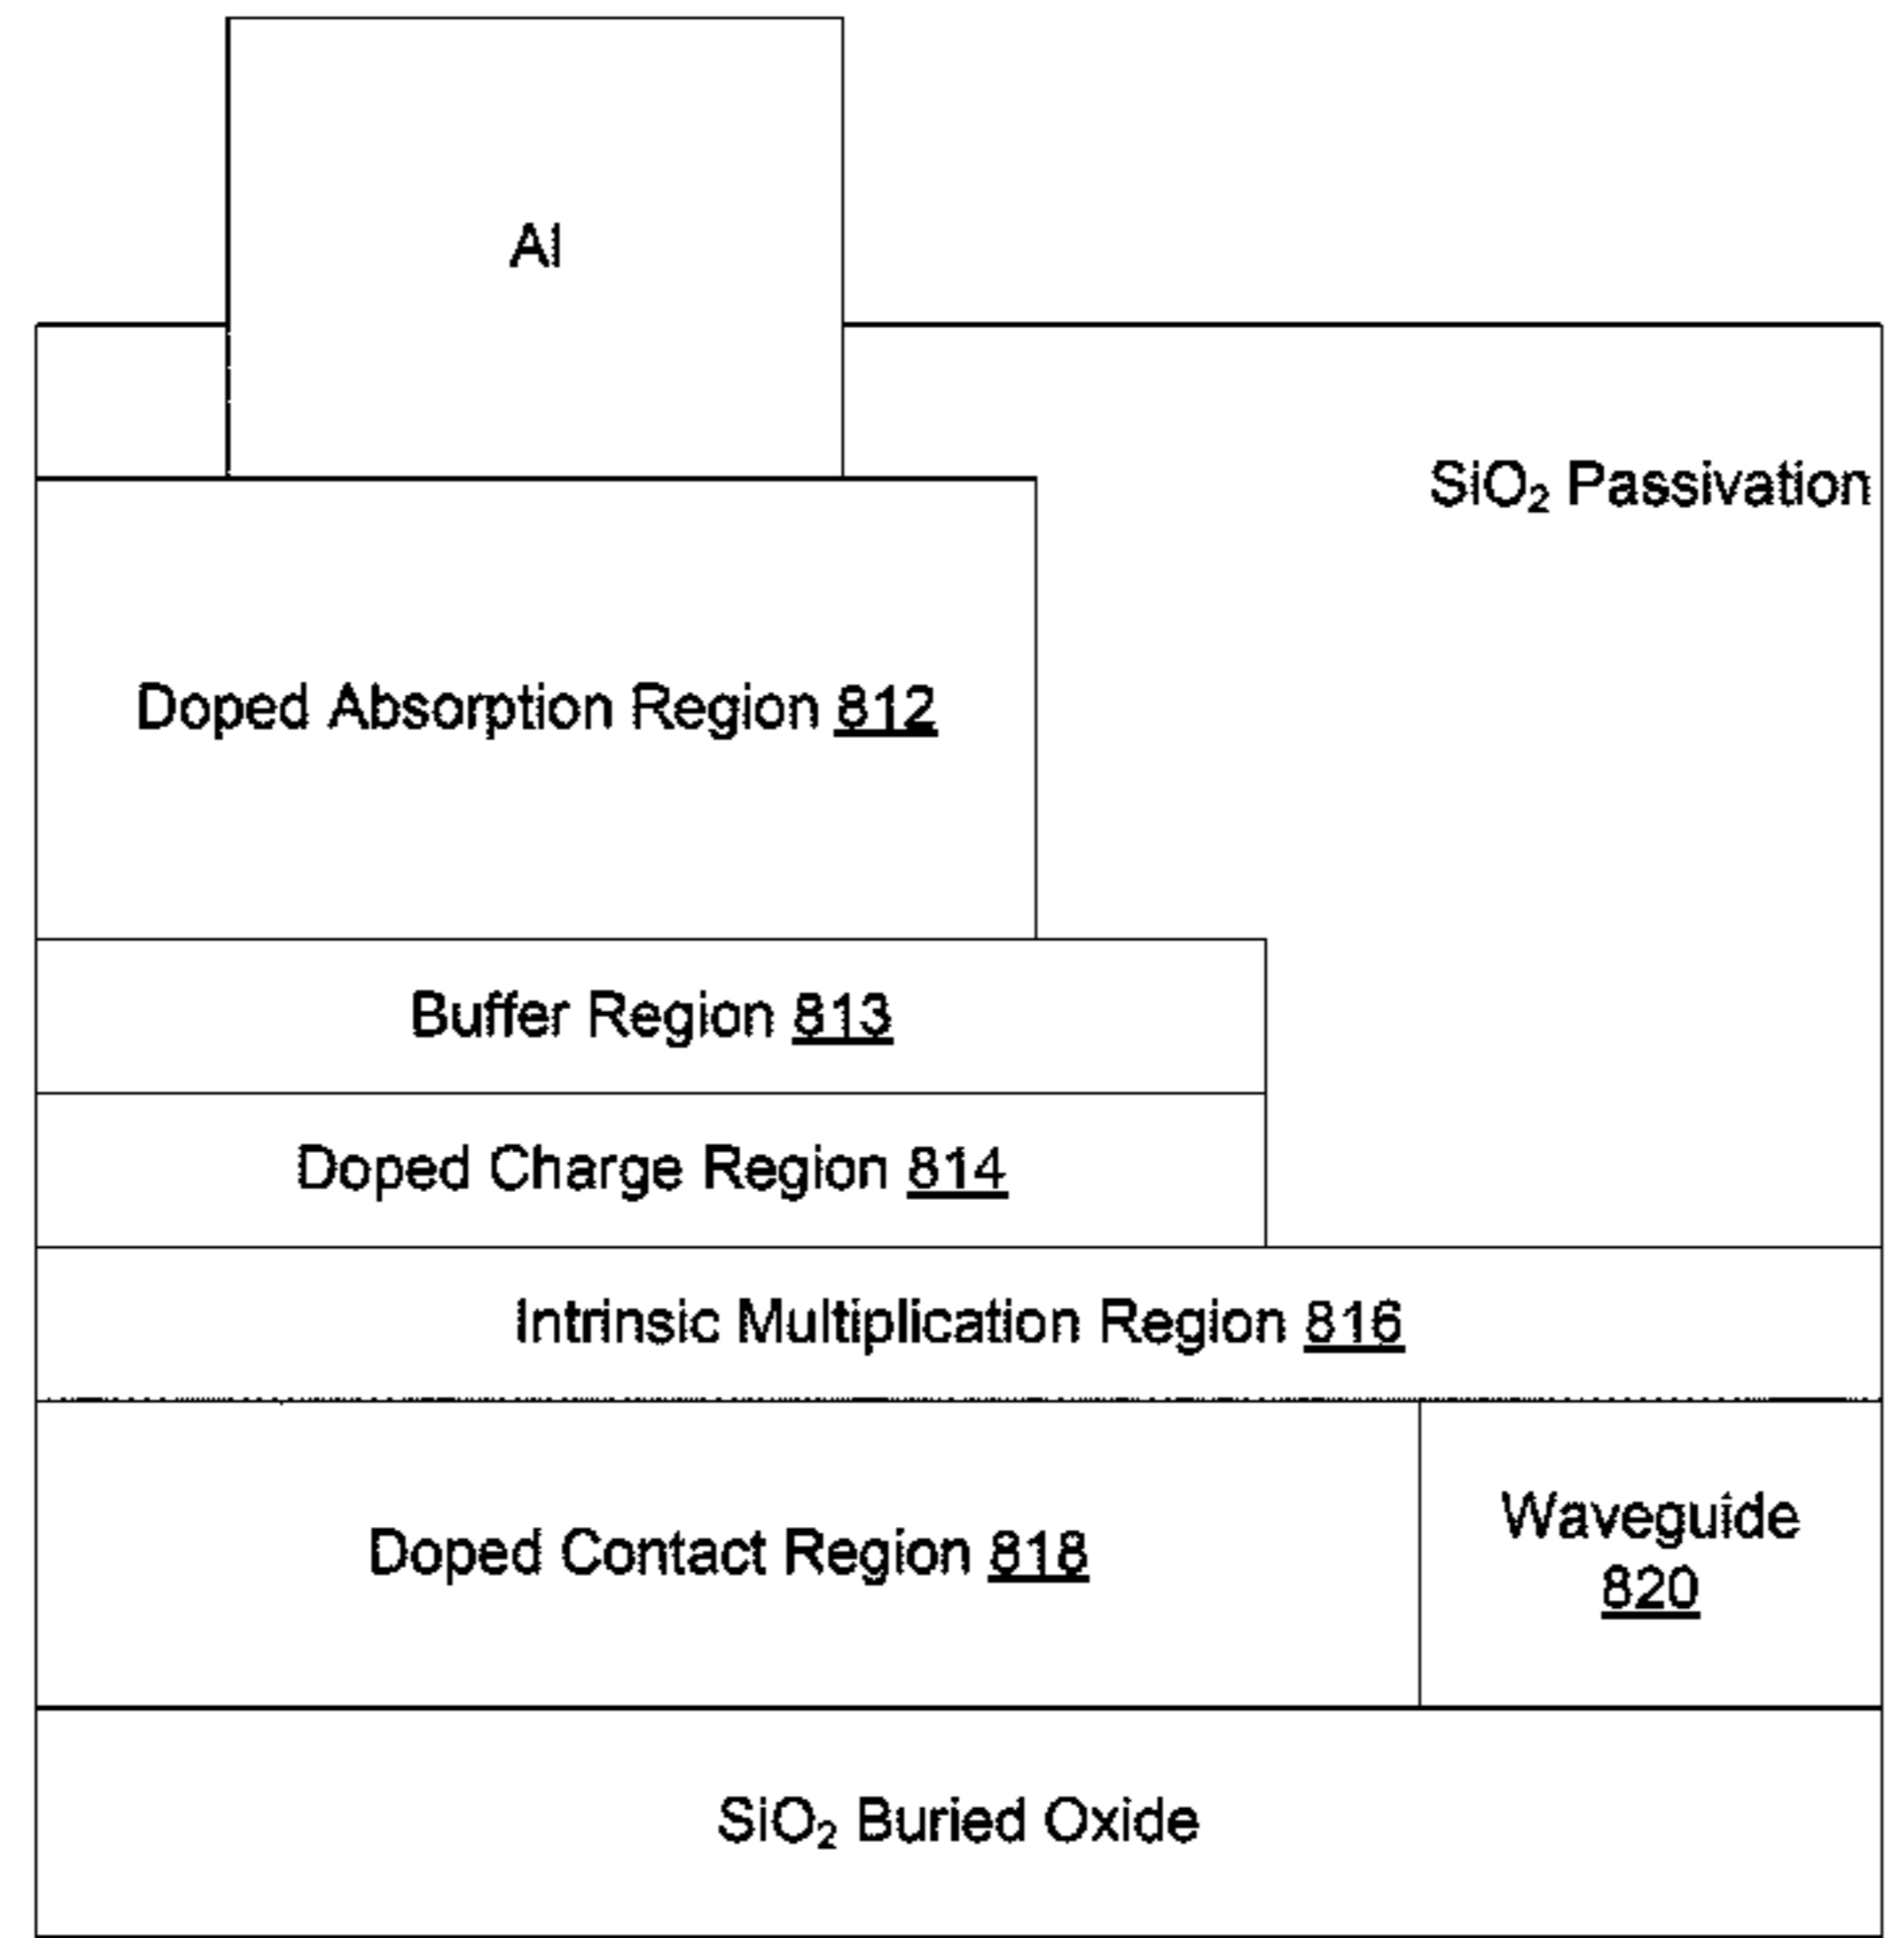 Al
SiO₂ Passivation
Doped Absorption Region 812
Buffer Region 813
Doped Charge Region 814
Intrinsic Multiplication Region 816
Doped Contact Region 818
Waveguide
820
SiO₂ Buried Oxide